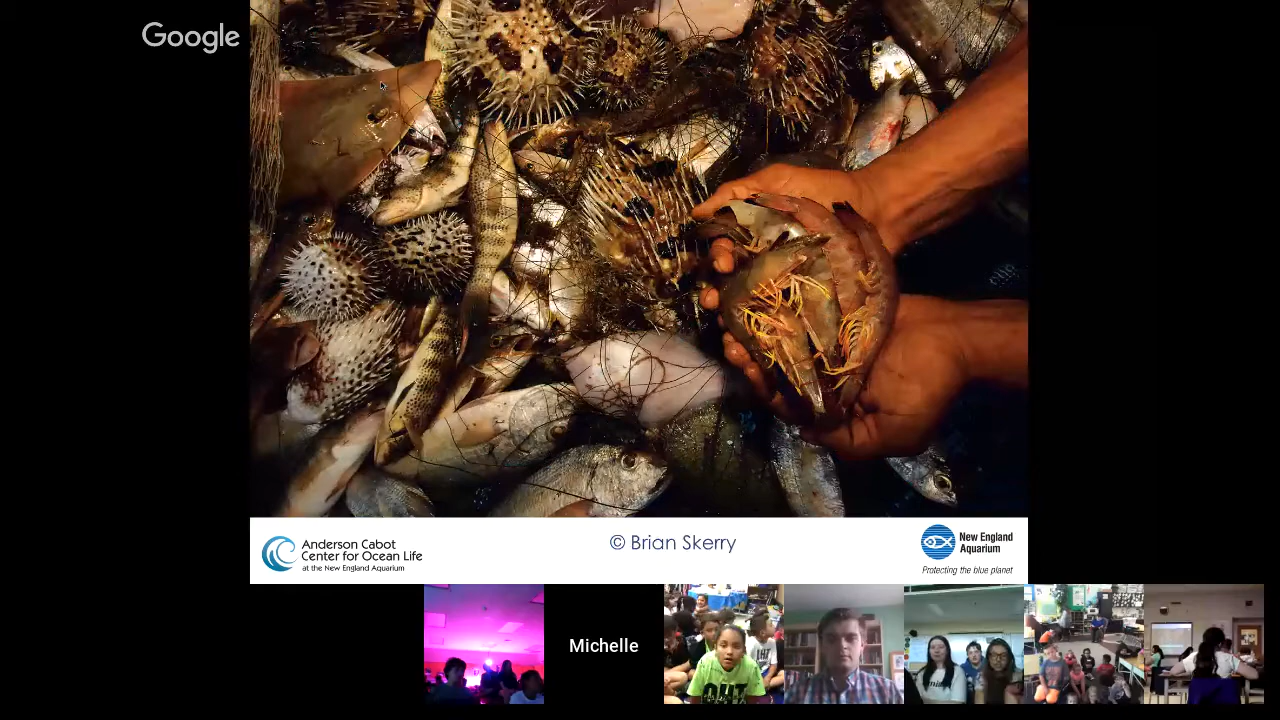 Google
Anderson Cabot
Center for Ocean Life
at the New England Aquarium
© Brian Skerry
New England
Aquarium
Protecting the blue planet
Michelle